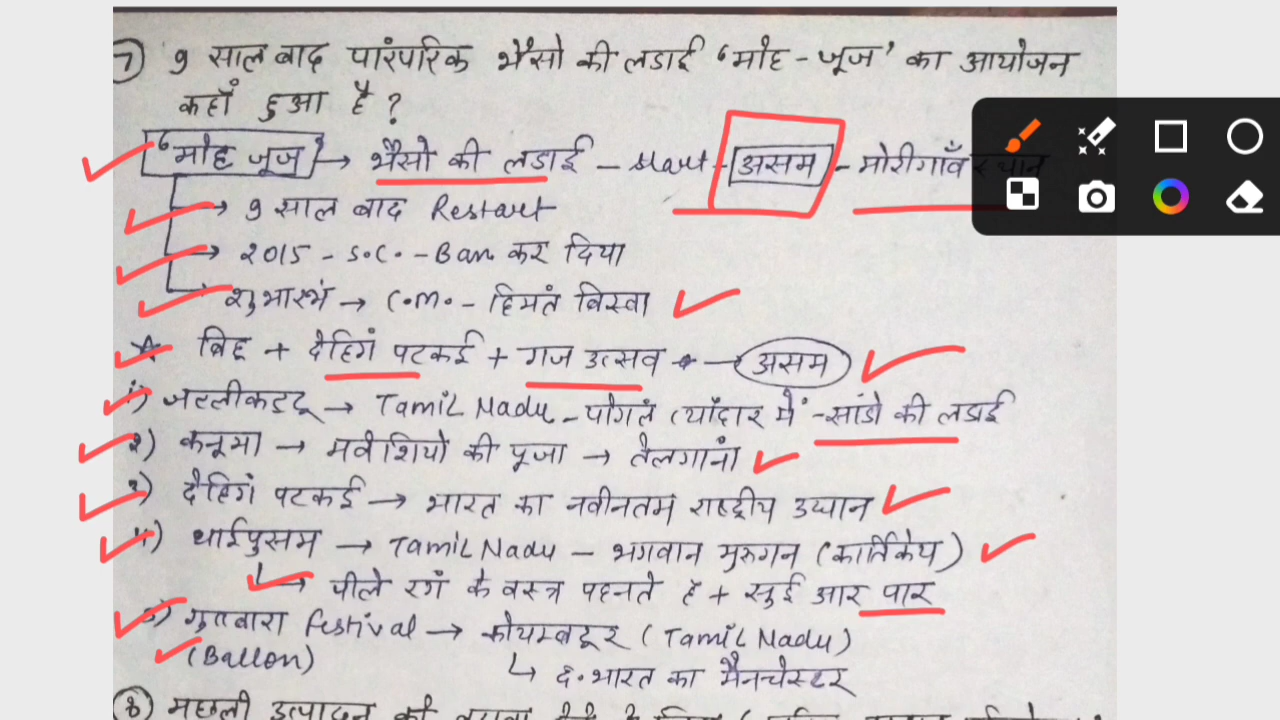 7) 9 साल बाद पारंपरिक भैंसो की लडाई 'मोह - जूज' का आयोजन
कहाँ हुआ है ?
'मोह जूज' → भैसो की लडाई - Start - असम - मोरीगाँव
→ 9 साल बाद Restart
→ 2015 - S.C. - Ban कर दिया
→ शुभारभं → C.M. - हिमतं विस्वा
बिहू + देहिगं पटकई + गज उत्सव → असम
1) जल्लीकट्टू → Tamil Nadu - पोगलं त्यौंहार में - सांडो की लडाई
2) कनूमा → मवेशियो की पूजा → तेलगानां
3) दैहिगं पटकई → भारत का नवीनतम राष्ट्रीय उद्यान
4) थाईपुसम → Tamil Nadu - भगवान मुरुगन (कार्तिकेय)
→ पीले रगं के वस्त्र पहनते है + सुई आर पार
5) गुब्बारा Festival → कोयम्बटूर (Tamil Nadu)
(Ballon)
↳ द. भारत का मैनचेस्टर
8) मछली उत्पादन को